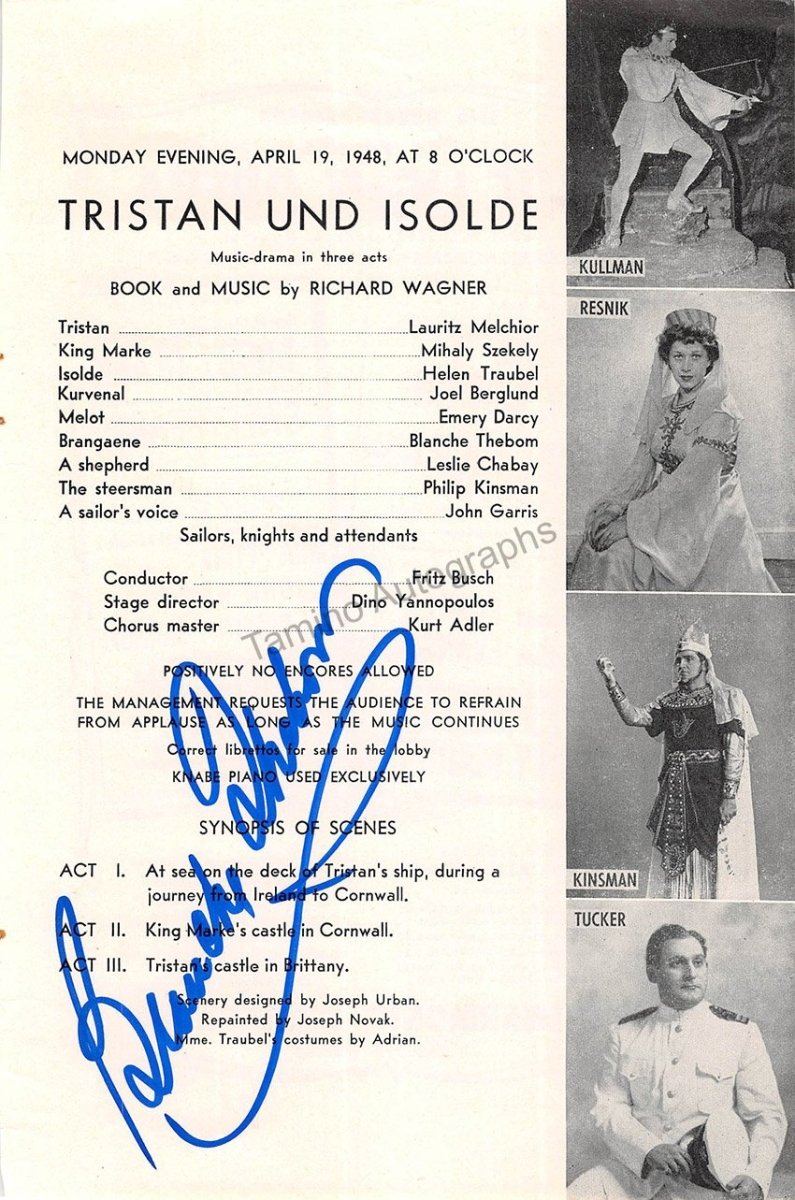 MONDAY EVENING, APRIL 19, 1948, AT 8 O'CLOCK
TRISTAN UND ISOLDE
Music-drama in three acts
BOOK and MUSIC by RICHARD WAGNER
Tristan Lauritz Melchior
King Marke Mihaly Szekely
Isolde Helen Traubel
Kurvenal Joel Berglund
Melot Emery Darcy
Brangaene Blanche Thebom
A shepherd Leslie Chabay
The steersman Philip Kinsman
A sailor's voice John Garris
Sailors, knights and attendants
Conductor Fritz Busch
Stage director Dino Yannopoulos
Chorus master Kurt Adler
POSITIVELY NO ENCORES ALLOWED
THE MANAGEMENT REQUESTS THE AUDIENCE TO REFRAIN
FROM APPLAUSE AS LONG AS THE MUSIC CONTINUES
Correct librettos for sale in the lobby
KNABE PIANO USED EXCLUSIVELY
SYNOPSIS OF SCENES
ACT I. At sea on the deck of Tristan's ship, during a
journey from Ireland to Cornwall.
ACT II. King Marke's castle in Cornwall.
ACT III. Tristan's castle in Brittany.
Scenery designed by Joseph Urban.
Repainted by Joseph Novak.
Mme. Traubel's costumes by Adrian.
Blanche Thebom
Tamino Autographs
KULLMAN
RESNIK
KINSMAN
TUCKER